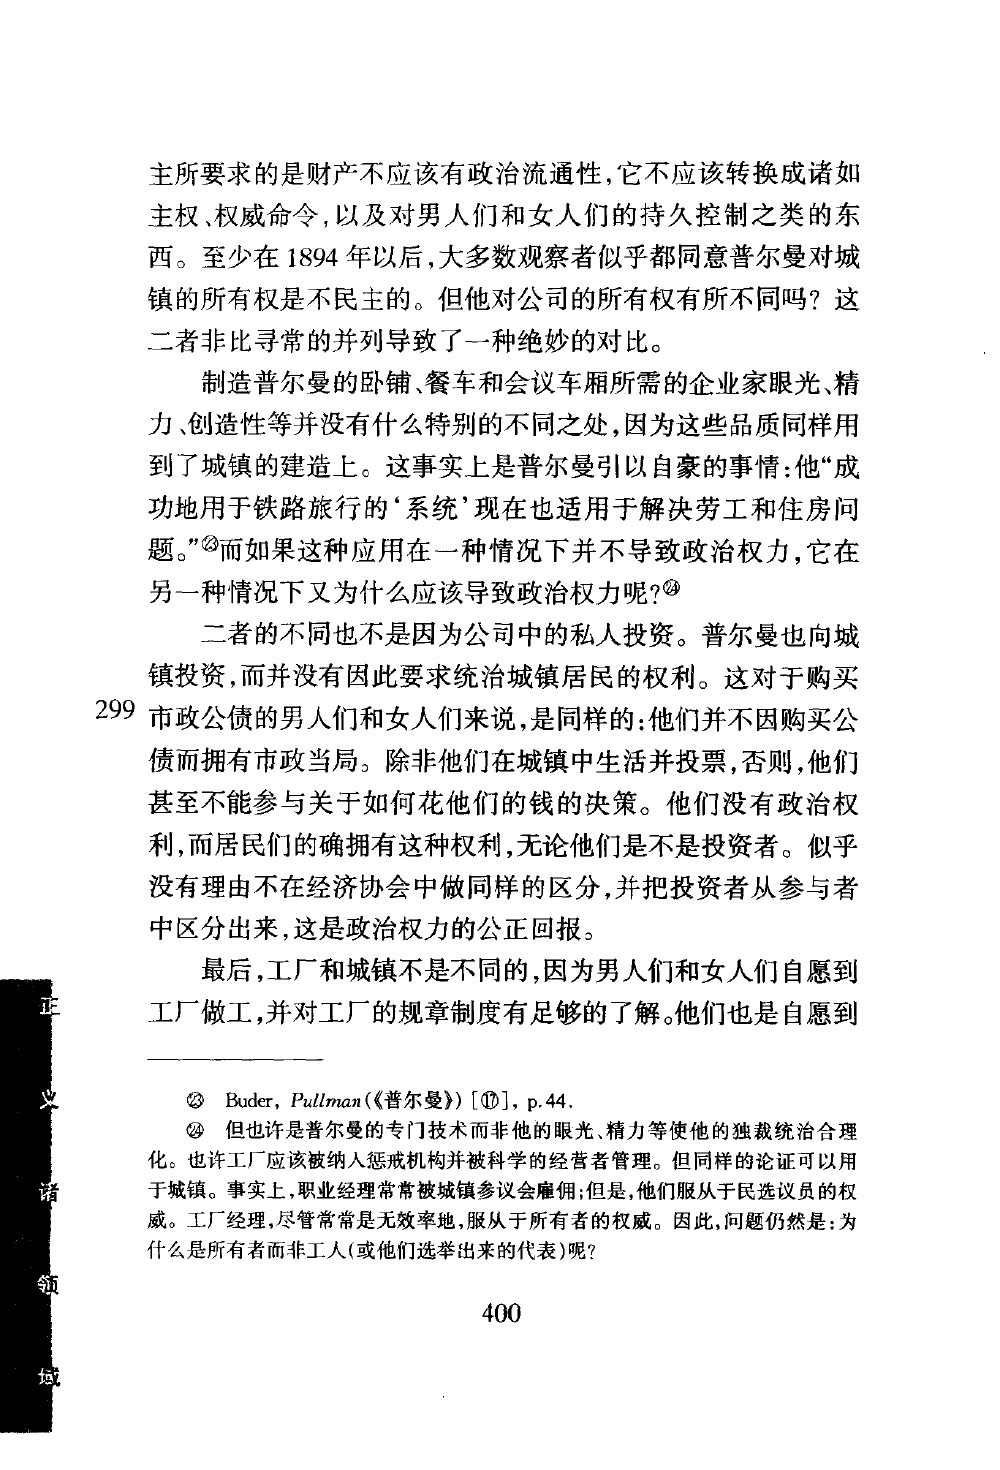 主所要求的是财产不应该有政治流通性,它不应该转换成诸如
主权、权威命令,以及对男人们和女人们的持久控制之类的东
西。至少在 1894 年以后,大多数观察者似乎都同意普尔曼对城
镇的所有权是不民主的。但他对公司的所有权有所不同吗?这
二者非比寻常的并列导致了一种绝妙的对比。
制造普尔曼的卧铺、餐车和会议车厢所需的企业家眼光、精
力、创造性等并没有什么特别的不同之处,因为这些品质同样用
到了城镇的建造上。这事实上是普尔曼引以自豪的事情:他“成
功地用于铁路旅行的‘系统’现在也适用于解决劳工和住房问
题。”㉓而如果这种应用在一种情况下并不导致政治权力,它在
另一种情况下又为什么应该导致政治权力呢?㉔
二者的不同也不是因为公司中的私人投资。普尔曼也向城
镇投资,而并没有因此要求统治城镇居民的权利。这对于购买
299 市政公债的男人们和女人们来说,是同样的:他们并不因购买公
债而拥有市政当局。除非他们在城镇中生活并投票,否则,他们
甚至不能参与关于如何花他们的钱的决策。他们没有政治权
利,而居民们的确拥有这种权利,无论他们是不是投资者。似乎
没有理由不在经济协会中做同样的区分,并把投资者从参与者
中区分出来,这是政治权力的公正回报。
最后,工厂和城镇不是不同的,因为男人们和女人们自愿到
工厂做工,并对工厂的规章制度有足够的了解。他们也是自愿到
㉓ Buder, Pullman(《普尔曼》)[⑰], p.44.
㉔ 但也许是普尔曼的专门技术而非他的眼光、精力等使他的独裁统治合理
化。也许工厂应该被纳入惩戒机构并被科学的经营者管理。但同样的论证可以用
于城镇。事实上,职业经理常常被城镇参议会雇佣;但是,他们服从于民选议员的权
威。工厂经理,尽管常常是无效率地,服从于所有者的权威。因此,问题仍然是:为
什么是所有者而非工人(或他们选举出来的代表)呢?
400
正
义
诸
领
域